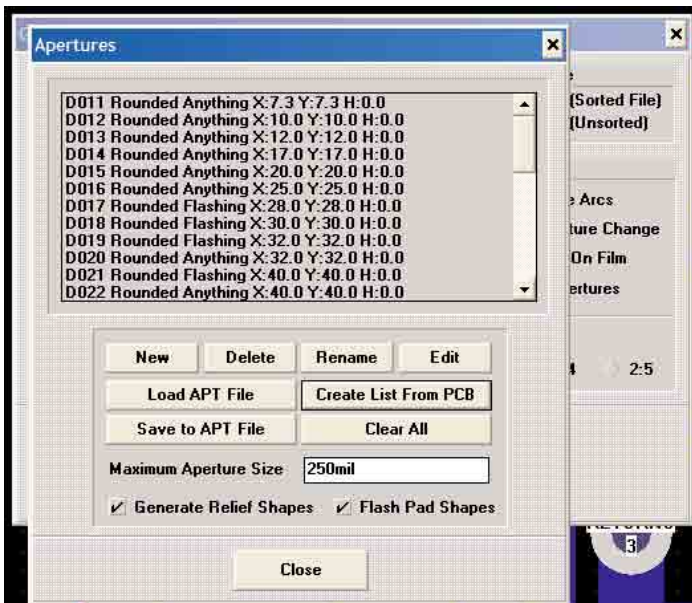 Apertures
D011 Rounded Anything X:7.3 Y:7.3 H:0.0
D012 Rounded Anything X:10.0 Y:10.0 H:0.0
D013 Rounded Anything X:12.0 Y:12.0 H:0.0
D014 Rounded Anything X:17.0 Y:17.0 H:0.0
D015 Rounded Anything X:20.0 Y:20.0 H:0.0
D016 Rounded Anything X:25.0 Y:25.0 H:0.0
D017 Rounded Flashing X:28.0 Y:28.0 H:0.0
D018 Rounded Flashing X:30.0 Y:30.0 H:0.0
D019 Rounded Flashing X:32.0 Y:32.0 H:0.0
D020 Rounded Anything X:32.0 Y:32.0 H:0.0
D021 Rounded Flashing X:40.0 Y:40.0 H:0.0
D022 Rounded Anything X:40.0 Y:40.0 H:0.0
New Delete Rename Edit
Load APT File Create List From PCB
Save to APT File Clear All
Maximum Aperture Size 250mil
Generate Relief Shapes Flash Pad Shapes
Close
(Sorted File)
(Unsorted)
Arcs
Change
On Film
2:5
3